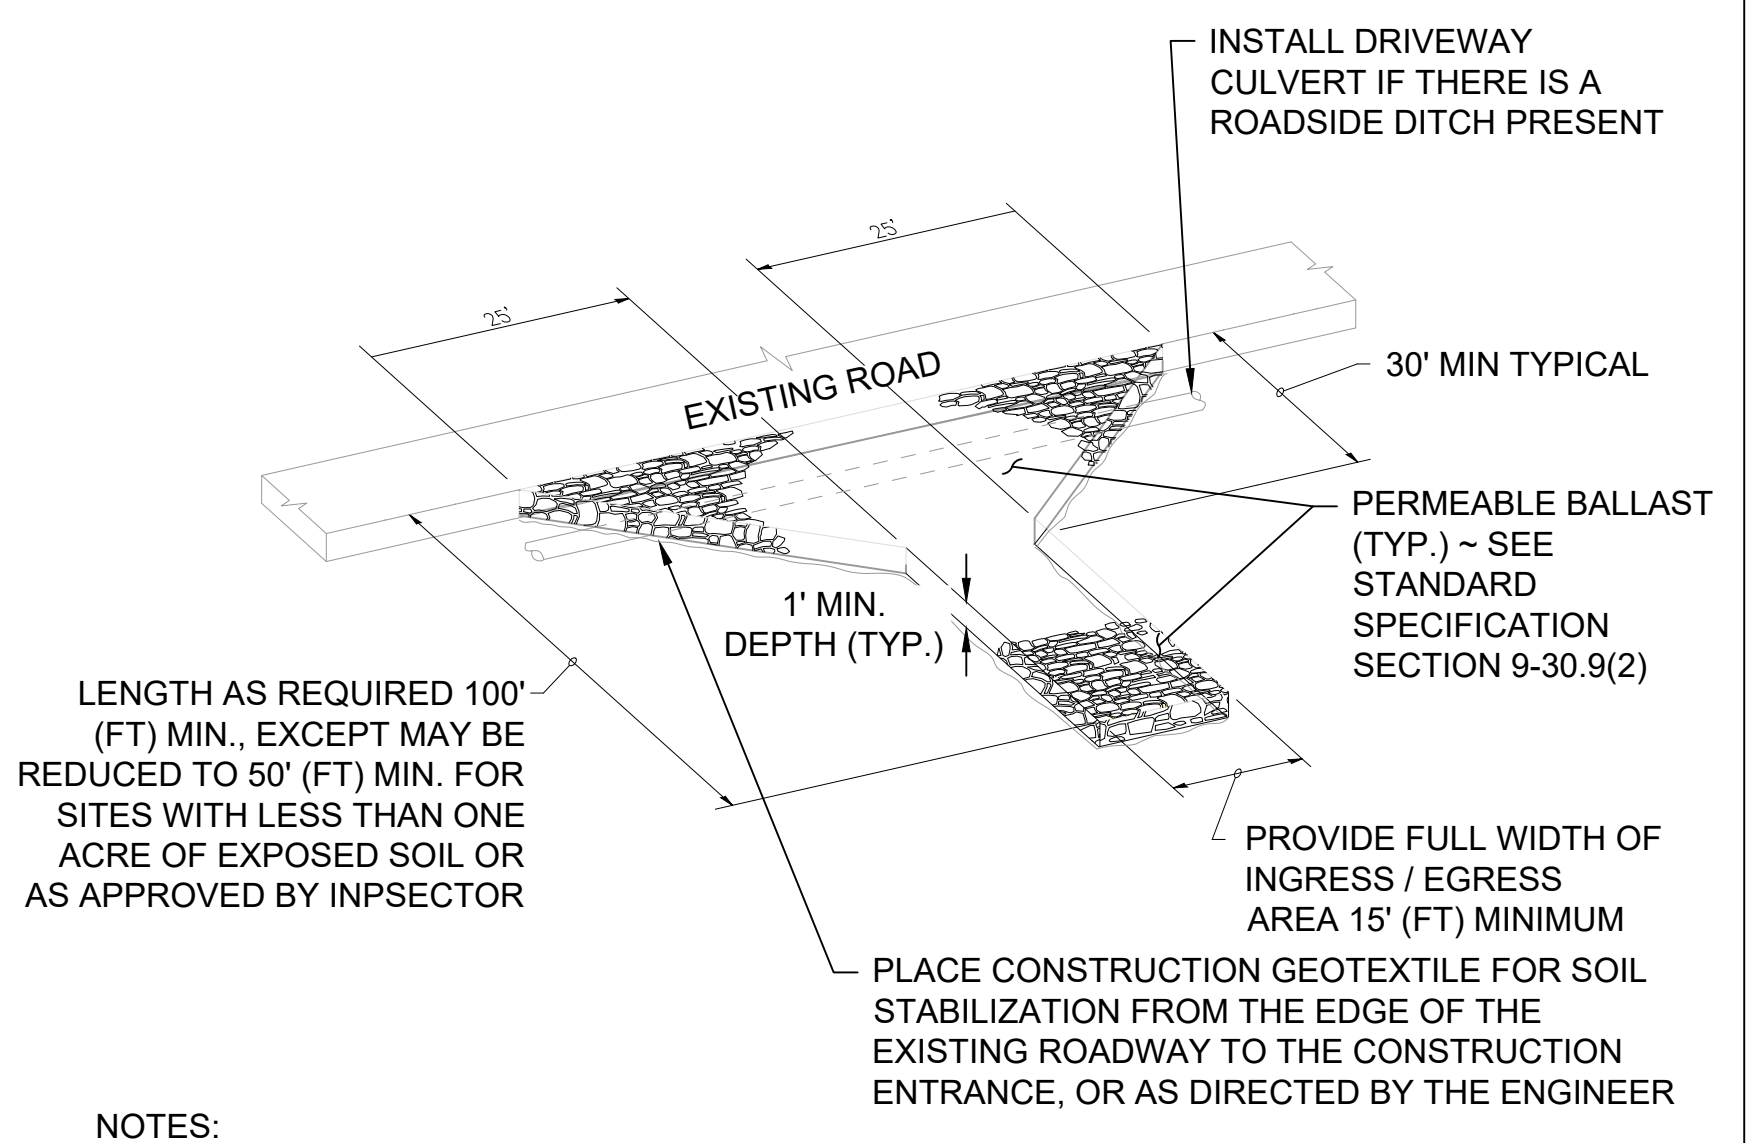 INSTALL DRIVEWAY
CULVERT IF THERE IS A
ROADSIDE DITCH PRESENT
25'
25'
EXISTING ROAD
30' MIN TYPICAL
PERMEABLE BALLAST
(TYP.) ~ SEE
STANDARD
SPECIFICATION
SECTION 9-30.9(2)
1' MIN.
DEPTH (TYP.)
LENGTH AS REQUIRED 100'
(FT) MIN., EXCEPT MAY BE
REDUCED TO 50' (FT) MIN. FOR
SITES WITH LESS THAN ONE
ACRE OF EXPOSED SOIL OR
AS APPROVED BY INPSECTOR
PROVIDE FULL WIDTH OF
INGRESS / EGRESS
AREA 15' (FT) MINIMUM
PLACE CONSTRUCTION GEOTEXTILE FOR SOIL
STABILIZATION FROM THE EDGE OF THE
EXISTING ROADWAY TO THE CONSTRUCTION
ENTRANCE, OR AS DIRECTED BY THE ENGINEER
NOTES: